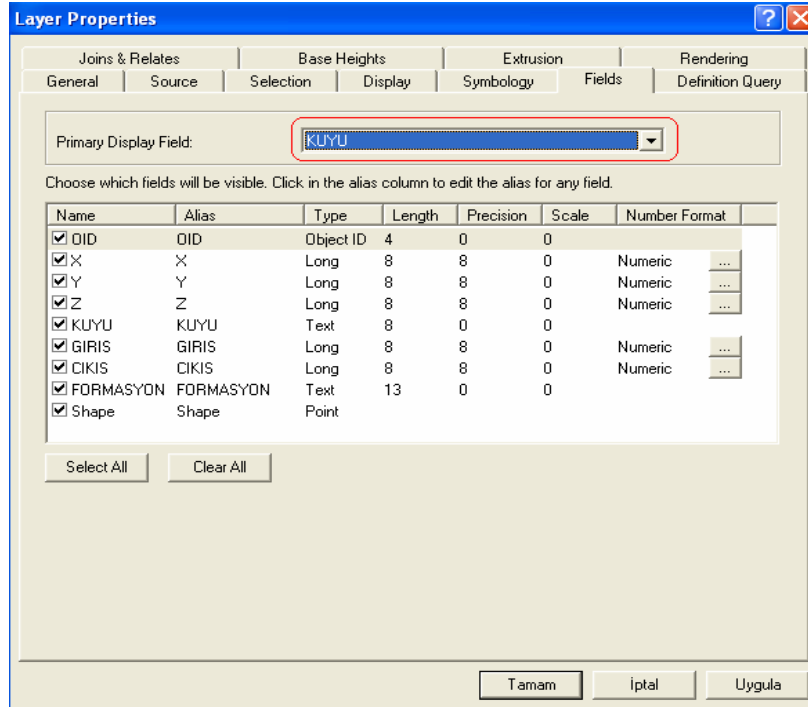 Layer Properties
Joins & Relates Base Heights Extrusion Rendering
General Source Selection Display Symbology Fields Definition Query
Primary Display Field: KUYU
Choose which fields will be visible. Click in the alias column to edit the alias for any field.
Name Alias Type Length Precision Scale Number Format
OID OID Object ID 4 0 0
X X Long 8 8 0 Numeric ...
Y Y Long 8 8 0 Numeric ...
Z Z Long 8 8 0 Numeric ...
KUYU KUYU Text 8 0 0
GIRIS GIRIS Long 8 8 0 Numeric ...
CIKIS CIKIS Long 8 8 0 Numeric ...
FORMASYON FORMASYON Text 13 0 0
Shape Shape Point
Select All Clear All
Tamam İptal Uygula